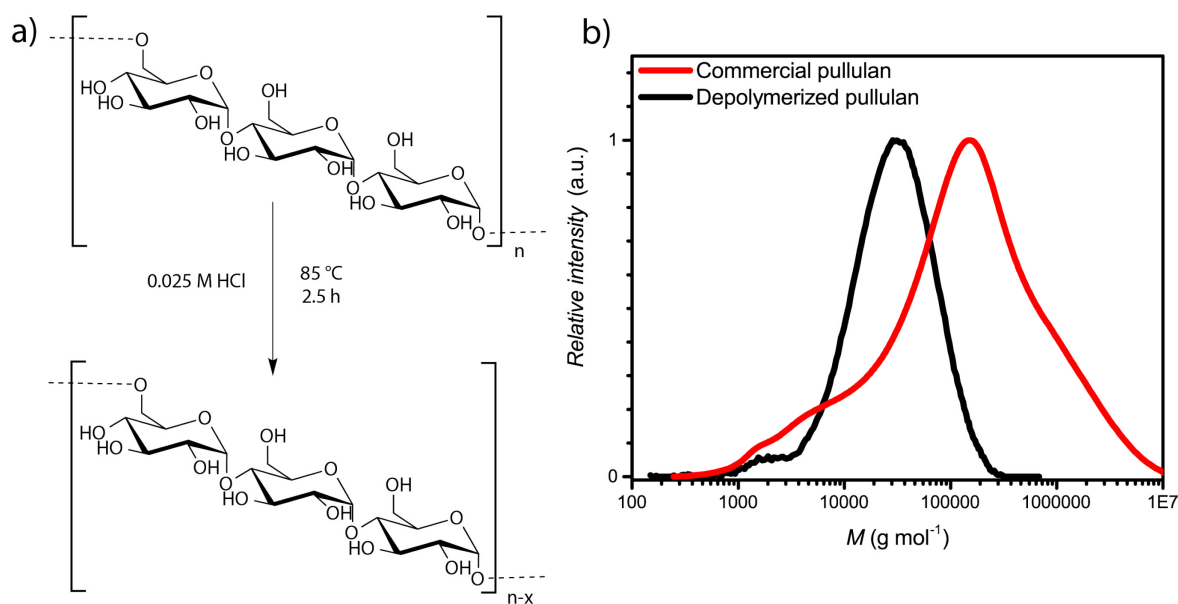 a)
O
O
HO
HO
OH
O
OH
O
HO
OH
O
OH
O
HO
OH
O
n
0.025 M HCl
85 °C
2.5 h
O
O
HO
HO
OH
O
OH
O
HO
OH
O
OH
O
HO
OH
O
n-x
b)
Commercial pullulan
Depolymerized pullulan
Relative intensity (a.u.)
1
0
100
1000
10000
100000
1000000
1E7
M (g mol⁻¹)